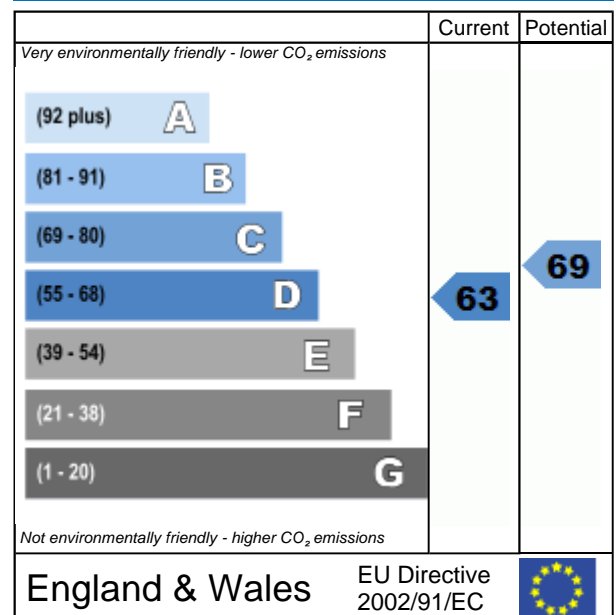 Current Potential
Very environmentally friendly - lower CO₂ emissions
(92 plus) A
(81 - 91) B
(69 - 80) C
(55 - 68) D
(39 - 54) E
(21 - 38) F
(1 - 20) G
63
69
Not environmentally friendly - higher CO₂ emissions
England & Wales
EU Directive
2002/91/EC